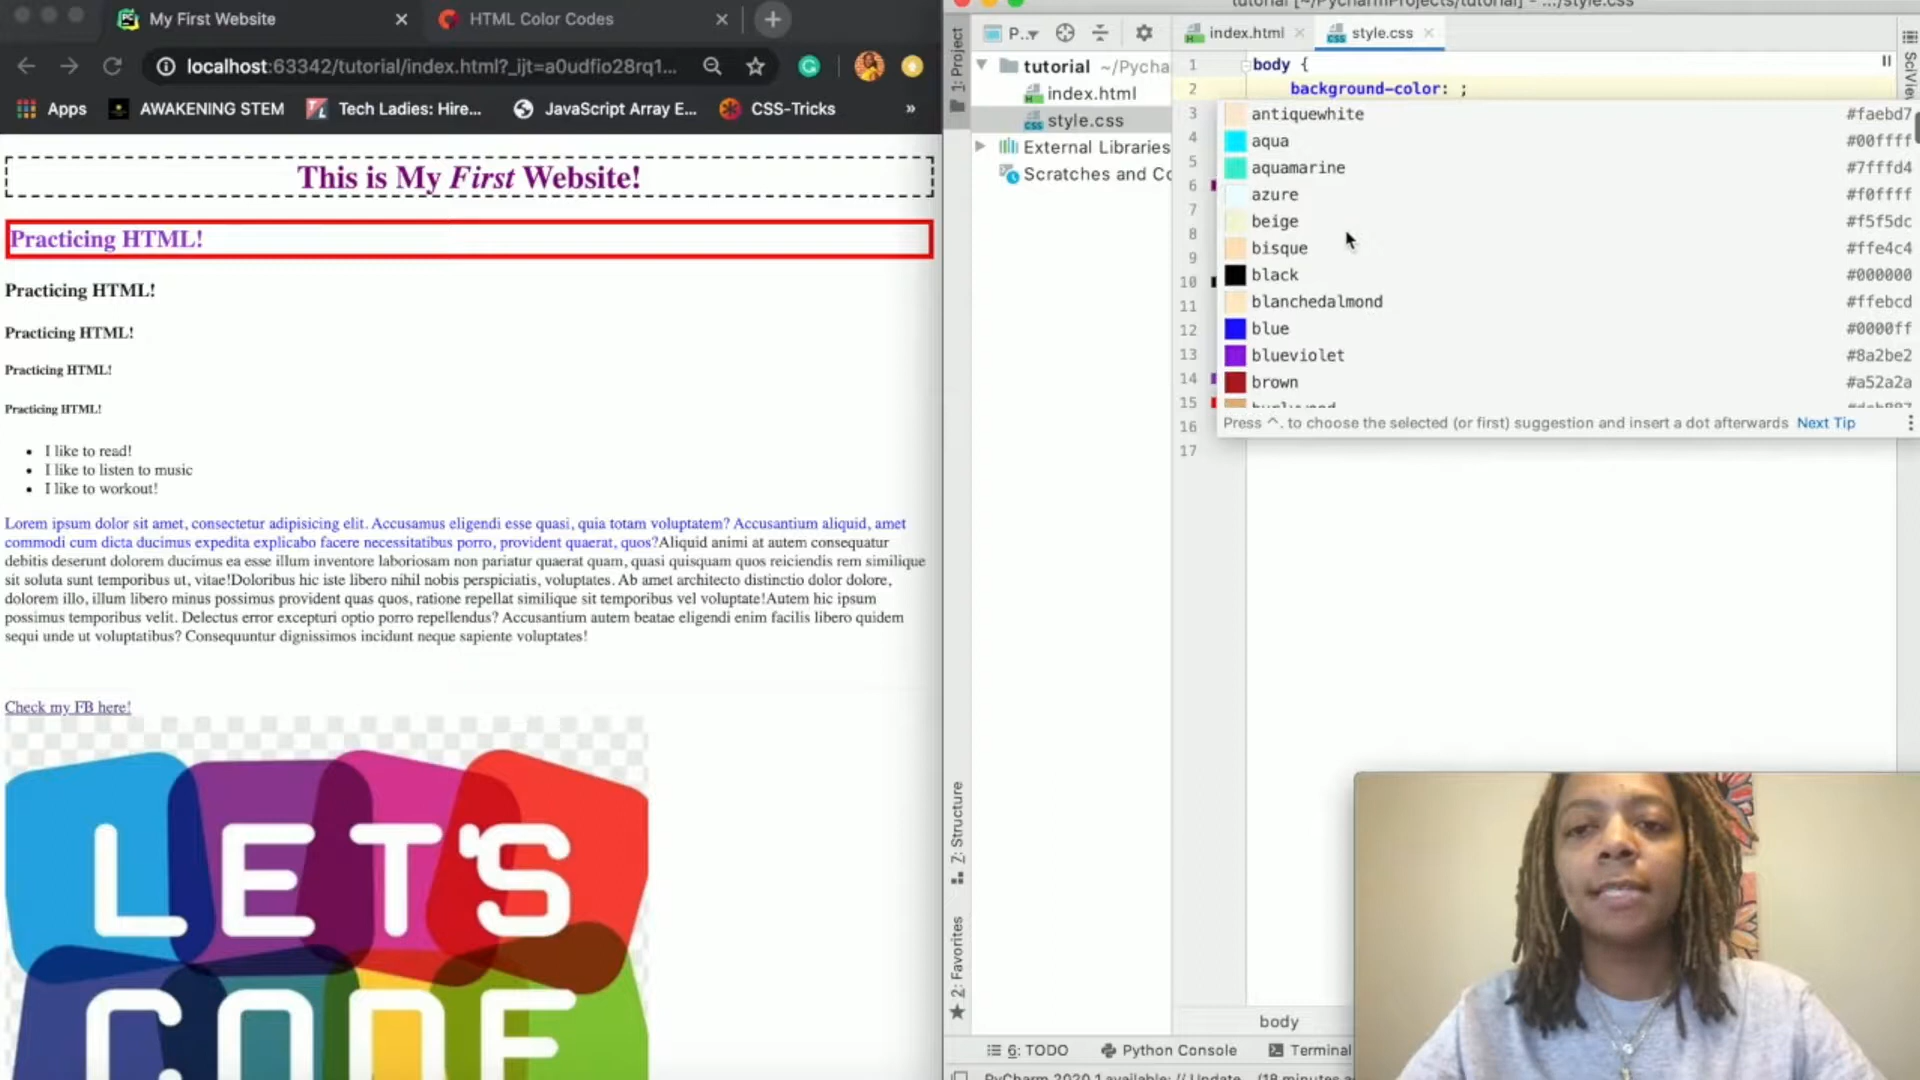 My First Website
HTML Color Codes
localhost:63342/tutorial/index.html?_ijt=a0udfio28rq1...
Apps
AWAKENING STEM
Tech Ladies: Hire...
JavaScript Array E...
CSS-Tricks
»
This is My First Website!
Practicing HTML!
Practicing HTML!
Practicing HTML!
Practicing HTML!
Practicing HTML!
• I like to read!
• I like to listen to music
• I like to workout!
Lorem ipsum dolor sit amet, consectetur adipisicing elit. Accusamus eligendi esse quasi, quia totam voluptatem? Accusantium aliquid, amet
commodi cum dicta ducimus expedita explicabo facere necessitatibus porro, provident quaerat, quos?Aliquid animi at autem consequatur
debitis deserunt dolorem ducimus ea esse illum inventore laboriosam non pariatur quaerat quam, quasi quisquam quos reiciendis rem similique
sit soluta sunt temporibus ut, vitae!Doloribus hic iste libero nihil nobis perspiciatis, voluptates. Ab amet architecto distinctio dolor dolore,
dolorem illo, illum libero minus possimus provident quas quos, ratione repellat similique sit temporibus vel voluptate!Autem hic ipsum
possimus temporibus velit. Delectus error excepturi optio porro repellendus? Accusantium autem beatae eligendi enim facilis libero quidem
sequi unde ut voluptatibus? Consequuntur dignissimos incidunt neque sapiente voluptates!
Check my FB here!
LET'S
CODE
tutorial [~/PycharmProjects/tutorial] - .../style.css
1: Project
P..
index.html
style.css
SciView
tutorial ~/Pycha
index.html
style.css
External Libraries
Scratches and Co
1 body {
2 background-color: ;
3
4
5
6
7
8
9
10
11
12
13
14
15
16
17
antiquewhite #faebd7
aqua #00ffff
aquamarine #7fffd4
azure #f0ffff
beige #f5f5dc
bisque #ffe4c4
black #000000
blanchedalmond #ffebcd
blue #0000ff
blueviolet #8a2be2
brown #a52a2a
Press ^. to choose the selected (or first) suggestion and insert a dot afterwards Next Tip
7: Structure
2: Favorites
body
6: TODO
Python Console
Terminal
PyCharm 2020.1 available: // Update...